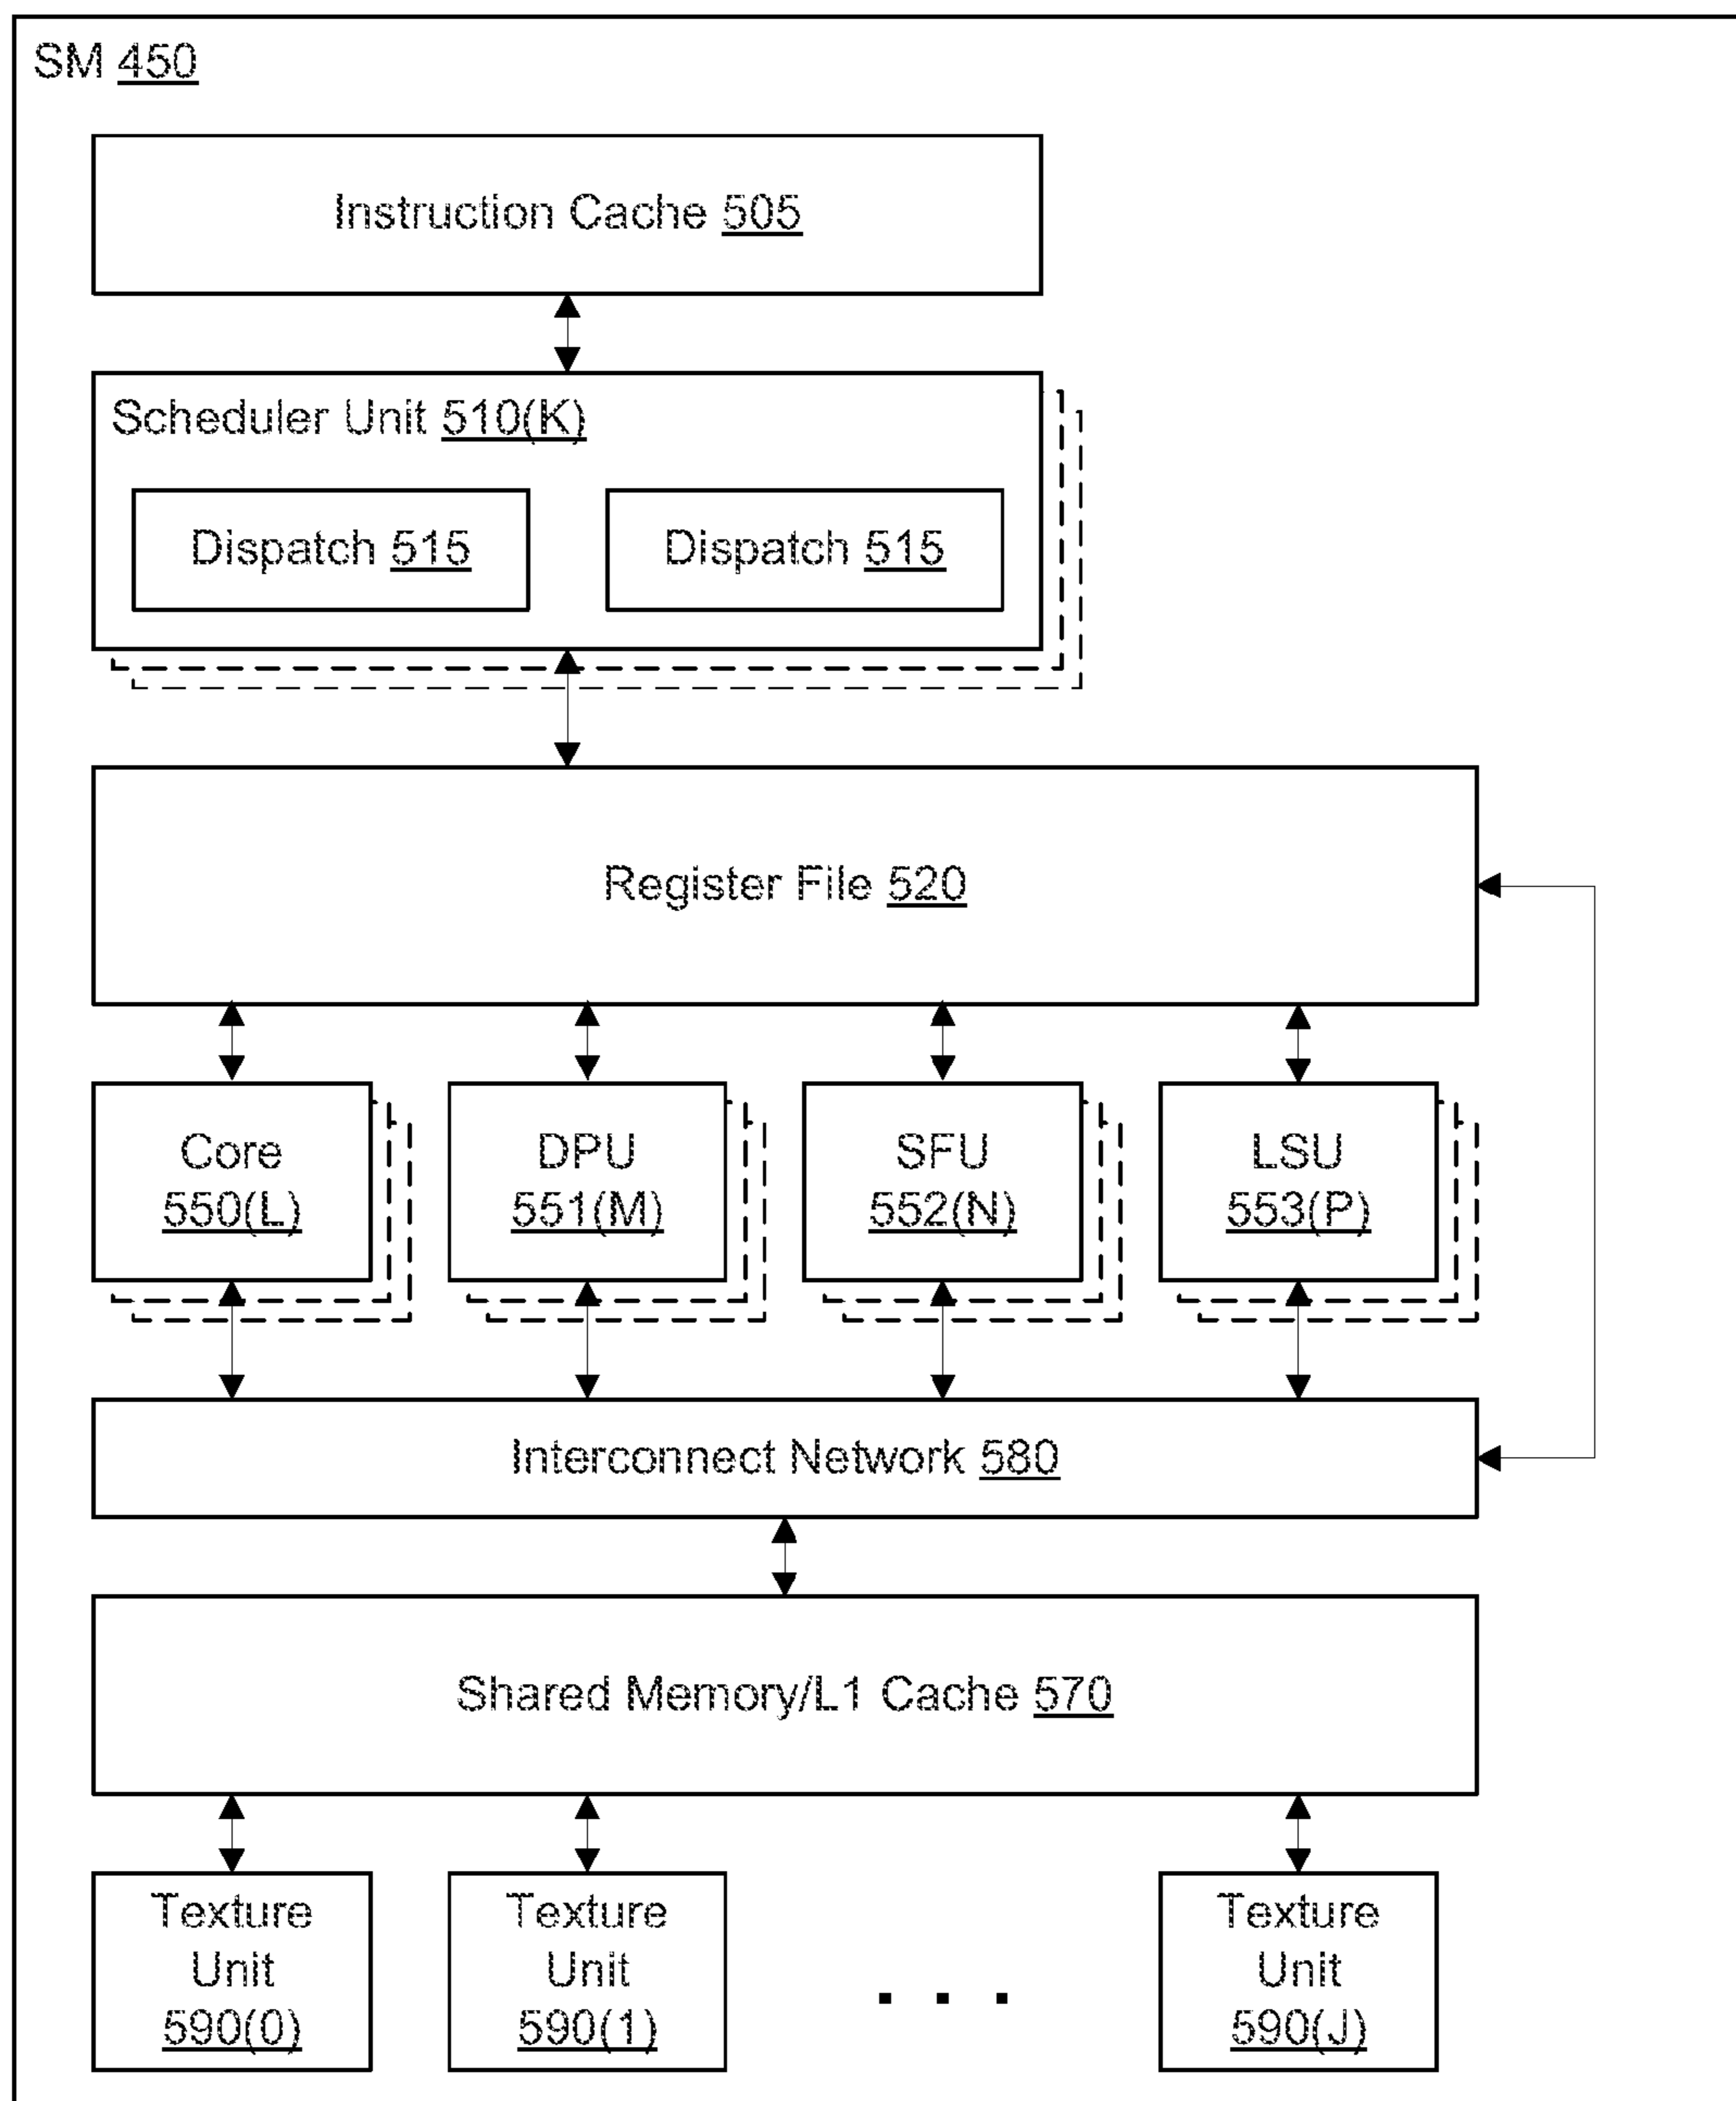 SM 450
Instruction Cache 505
Scheduler Unit 510(K)
Dispatch 515
Dispatch 515
Register File 520
Core
550(L)
DPU
551(M)
SFU
552(N)
LSU
553(P)
Interconnect Network 580
Shared Memory/L1 Cache 570
Texture
Unit
590(0)
Texture
Unit
590(1)
. . .
Texture
Unit
590(J)